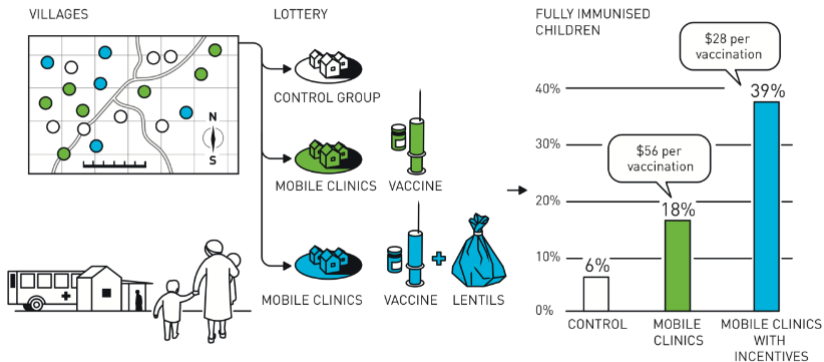 VILLAGES
LOTTERY
N
S
CONTROL GROUP
MOBILE CLINICS
VACCINE
MOBILE CLINICS
VACCINE
+
LENTILS
+
FULLY IMMUNISED
CHILDREN
$28 per
vaccination
$56 per
vaccination
40%
30%
20%
10%
0%
6%
18%
39%
CONTROL
MOBILE
CLINICS
MOBILE CLINICS
WITH
INCENTIVES